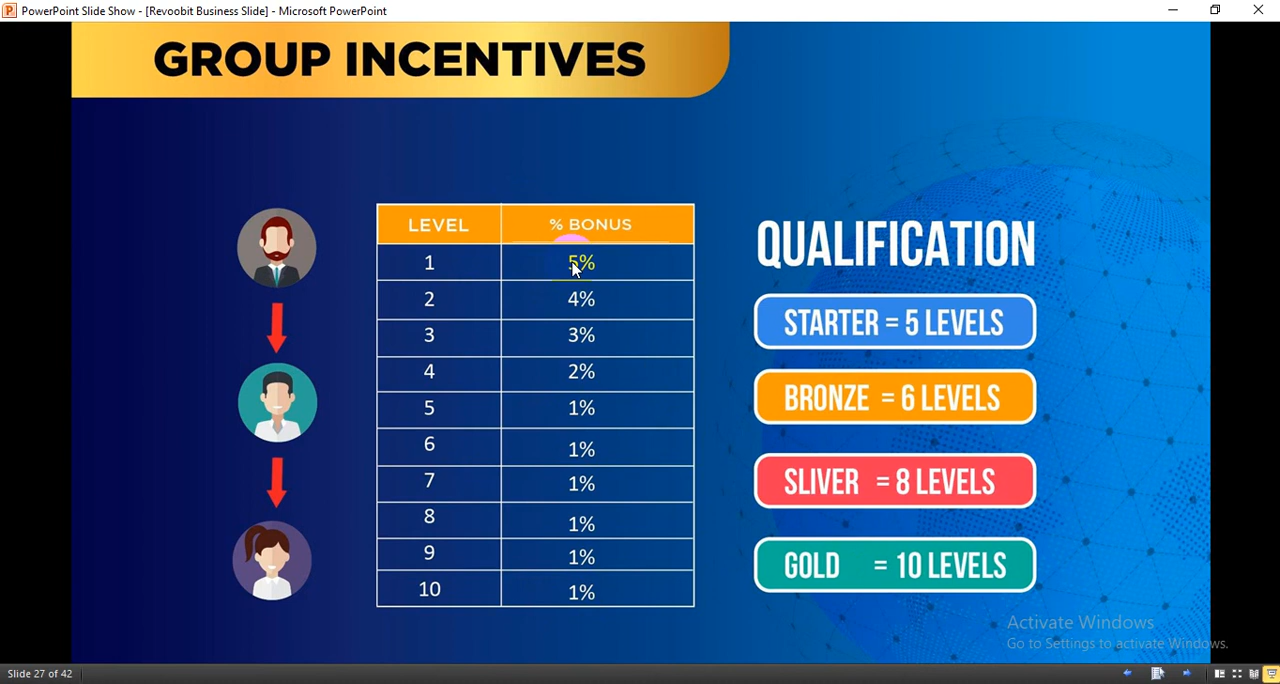 PowerPoint Slide Show - [Revoobit Business Slide] - Microsoft PowerPoint
GROUP INCENTIVES
LEVEL % BONUS
1 5%
2 4%
3 3%
4 2%
5 1%
6 1%
7 1%
8 1%
9 1%
10 1%
QUALIFICATION
STARTER = 5 LEVELS
BRONZE = 6 LEVELS
SLIVER = 8 LEVELS
GOLD = 10 LEVELS
Activate Windows
Go to Settings to activate Windows.
Slide 27 of 42